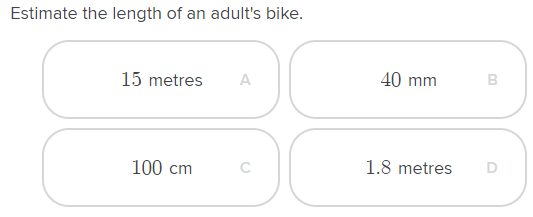 Estimate the length of an adult's bike.
15 metres A
40 mm B
100 cm C
1.8 metres D